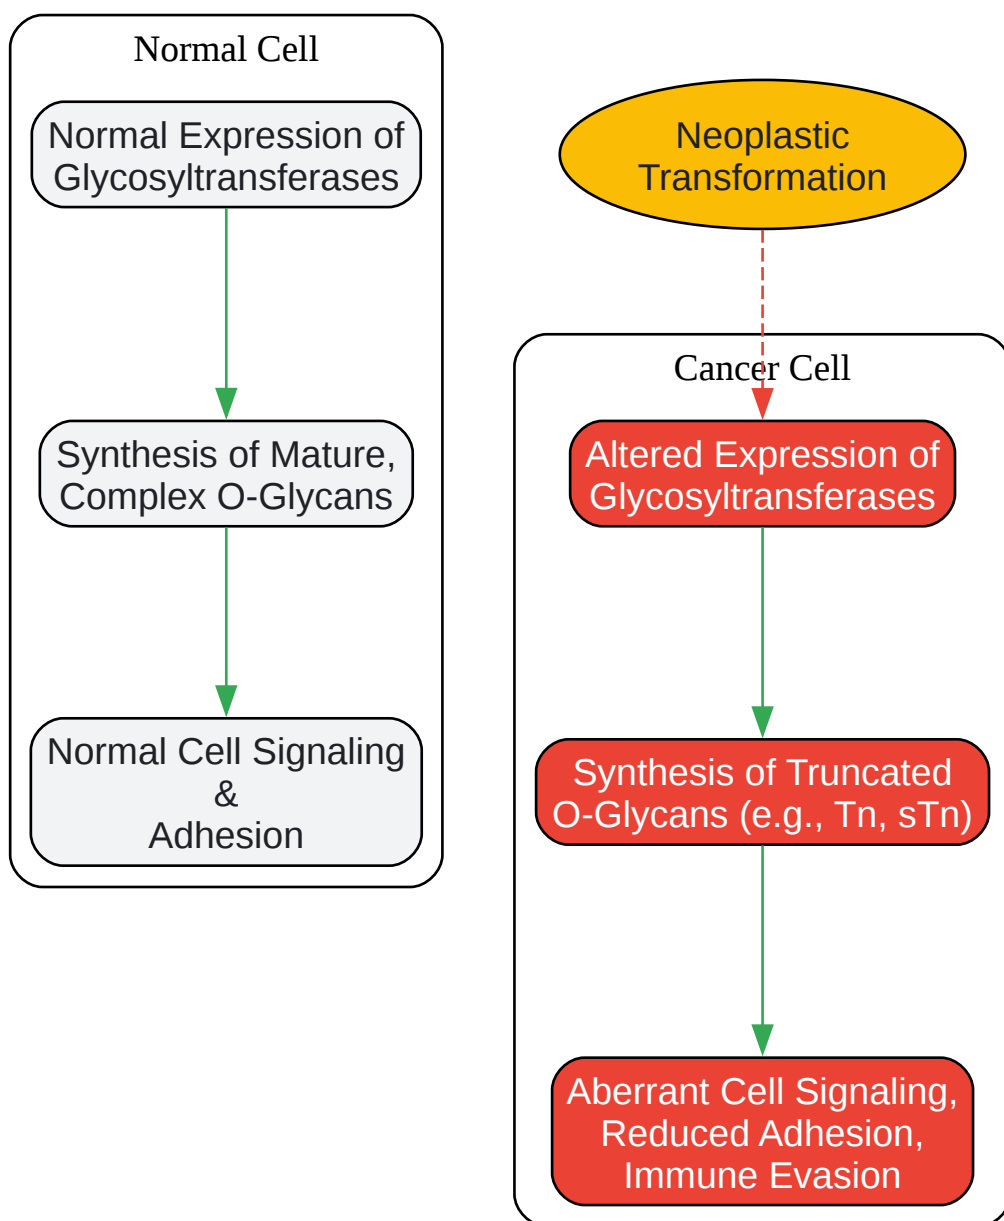 Normal Cell
Normal Expression of
Glycosyltransferases
Synthesis of Mature,
Complex O-Glycans
Normal Cell Signaling
&
Adhesion
Neoplastic
Transformation
Cancer Cell
Altered Expression of
Glycosyltransferases
Synthesis of Truncated
O-Glycans (e.g., Tn, sTn)
Aberrant Cell Signaling,
Reduced Adhesion,
Immune Evasion